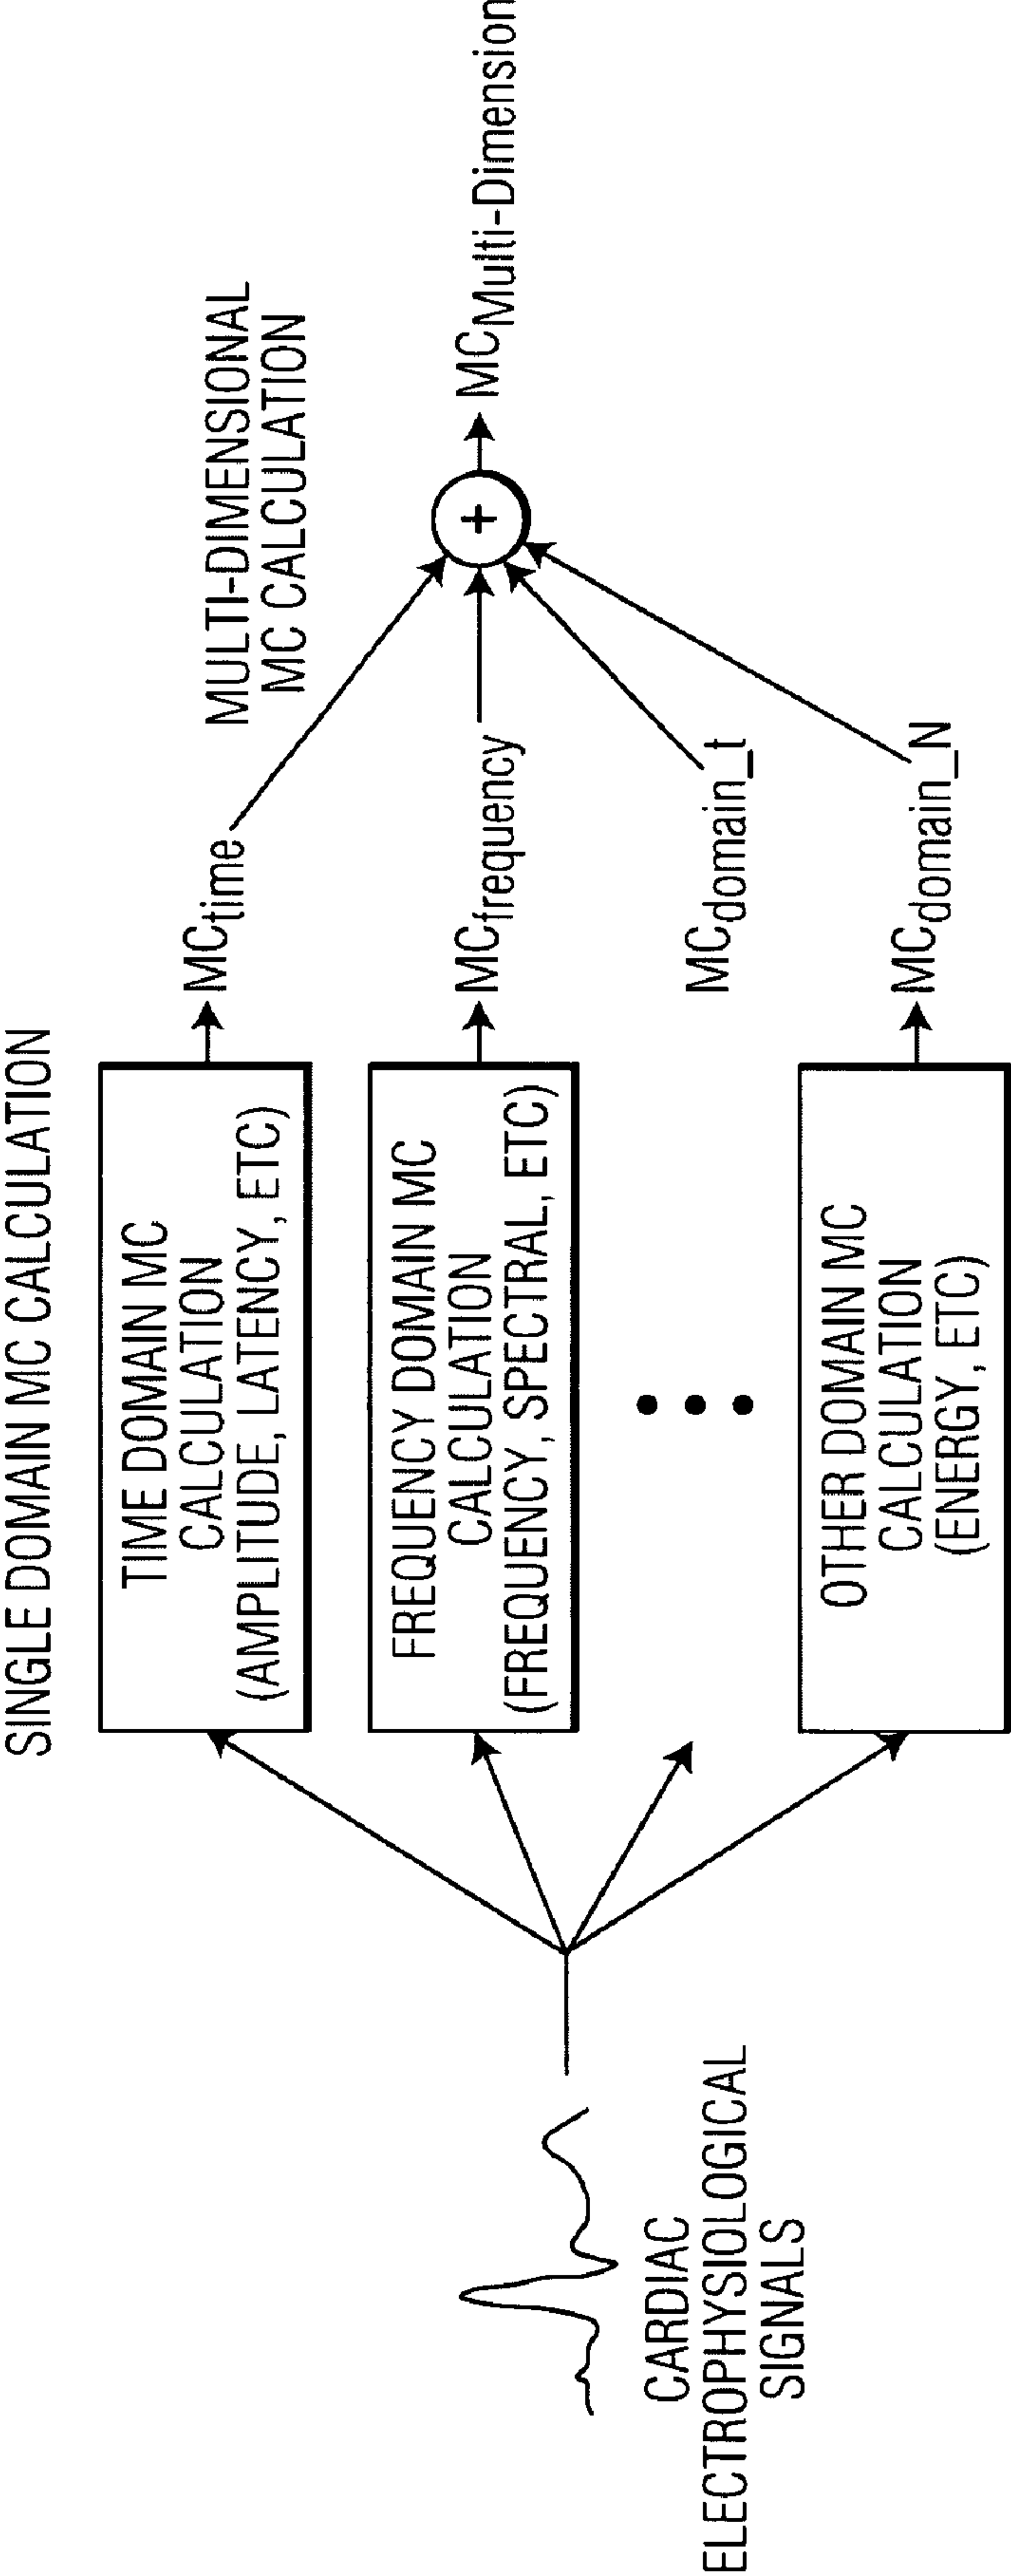 SINGLE DOMAIN MC CALCULATION
TIME DOMAIN MC
CALCULATION
(AMPLITUDE, LATENCY, ETC)
MCtime
MULTI-DIMENSIONAL
MC CALCULATION
FREQUENCY DOMAIN MC
CALCULATION
(FREQUENCY, SPECTRAL, ETC)
MCfrequency
+
MCMulti-Dimension
CARDIAC
ELECTROPHYSIOLOGICAL
SIGNALS
MCdomain_t
OTHER DOMAIN MC
CALCULATION
(ENERGY, ETC)
MCdomain_N